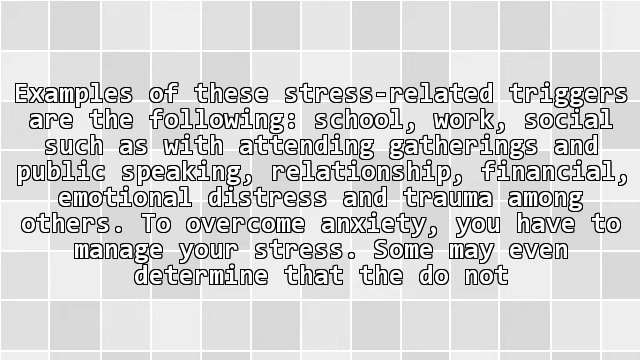 Examples of these stress-related triggers
are the following: school, work, social
such as with attending gatherings and
public speaking, relationship, financial,
emotional distress and trauma among
others. To overcome anxiety, you have to
manage your stress. Some may even
determine that the do not